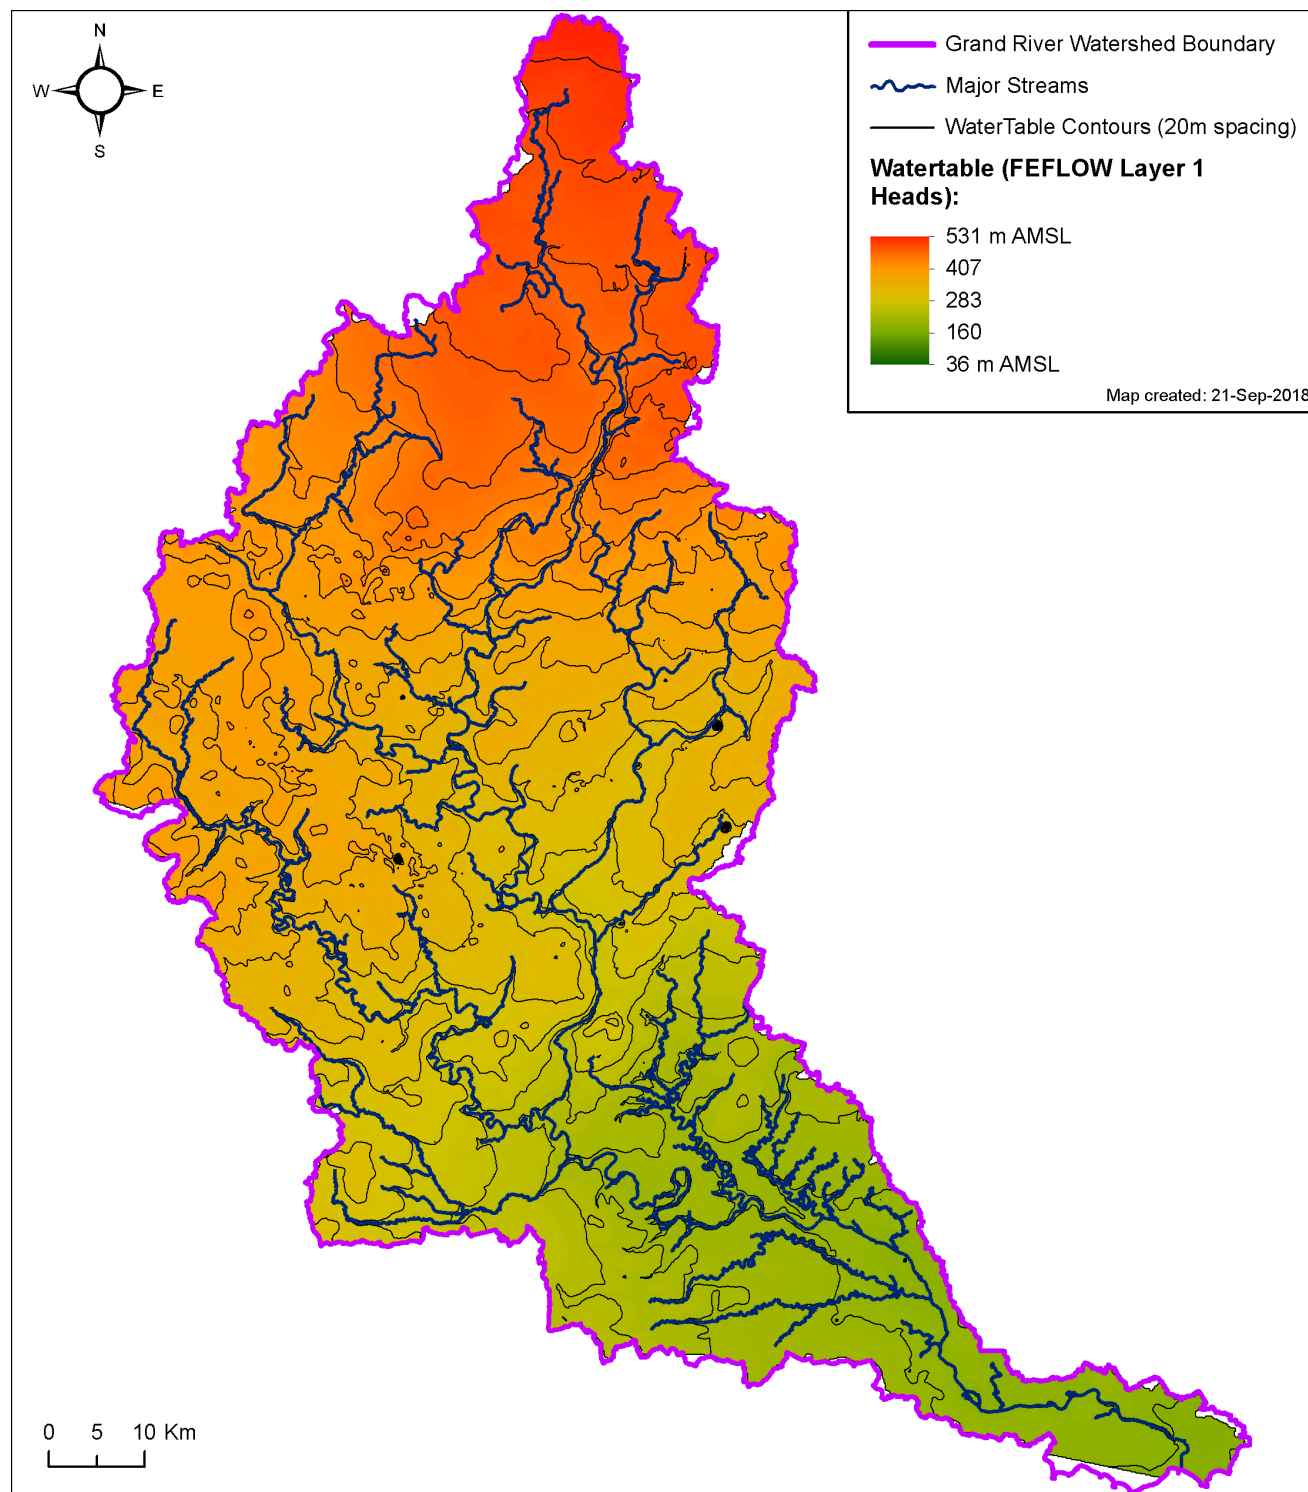 N
W E
S
Grand River Watershed Boundary
Major Streams
WaterTable Contours (20m spacing)
Watertable (FEFLOW Layer 1
Heads):
531 m AMSL
407
283
160
36 m AMSL
Map created: 21-Sep-2018
0 5 10 Km